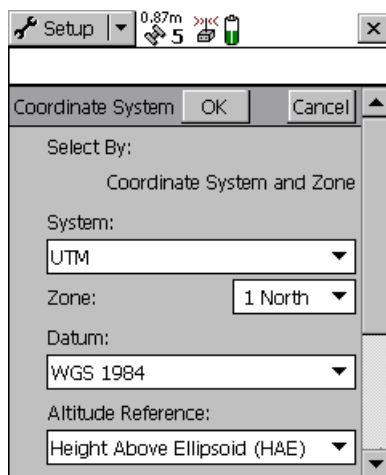 Setup
0.87m
5
Coordinate System OK Cancel
Select By:
Coordinate System and Zone
System:
UTM
Zone: 1 North
Datum:
WGS 1984
Altitude Reference:
Height Above Ellipsoid (HAE)